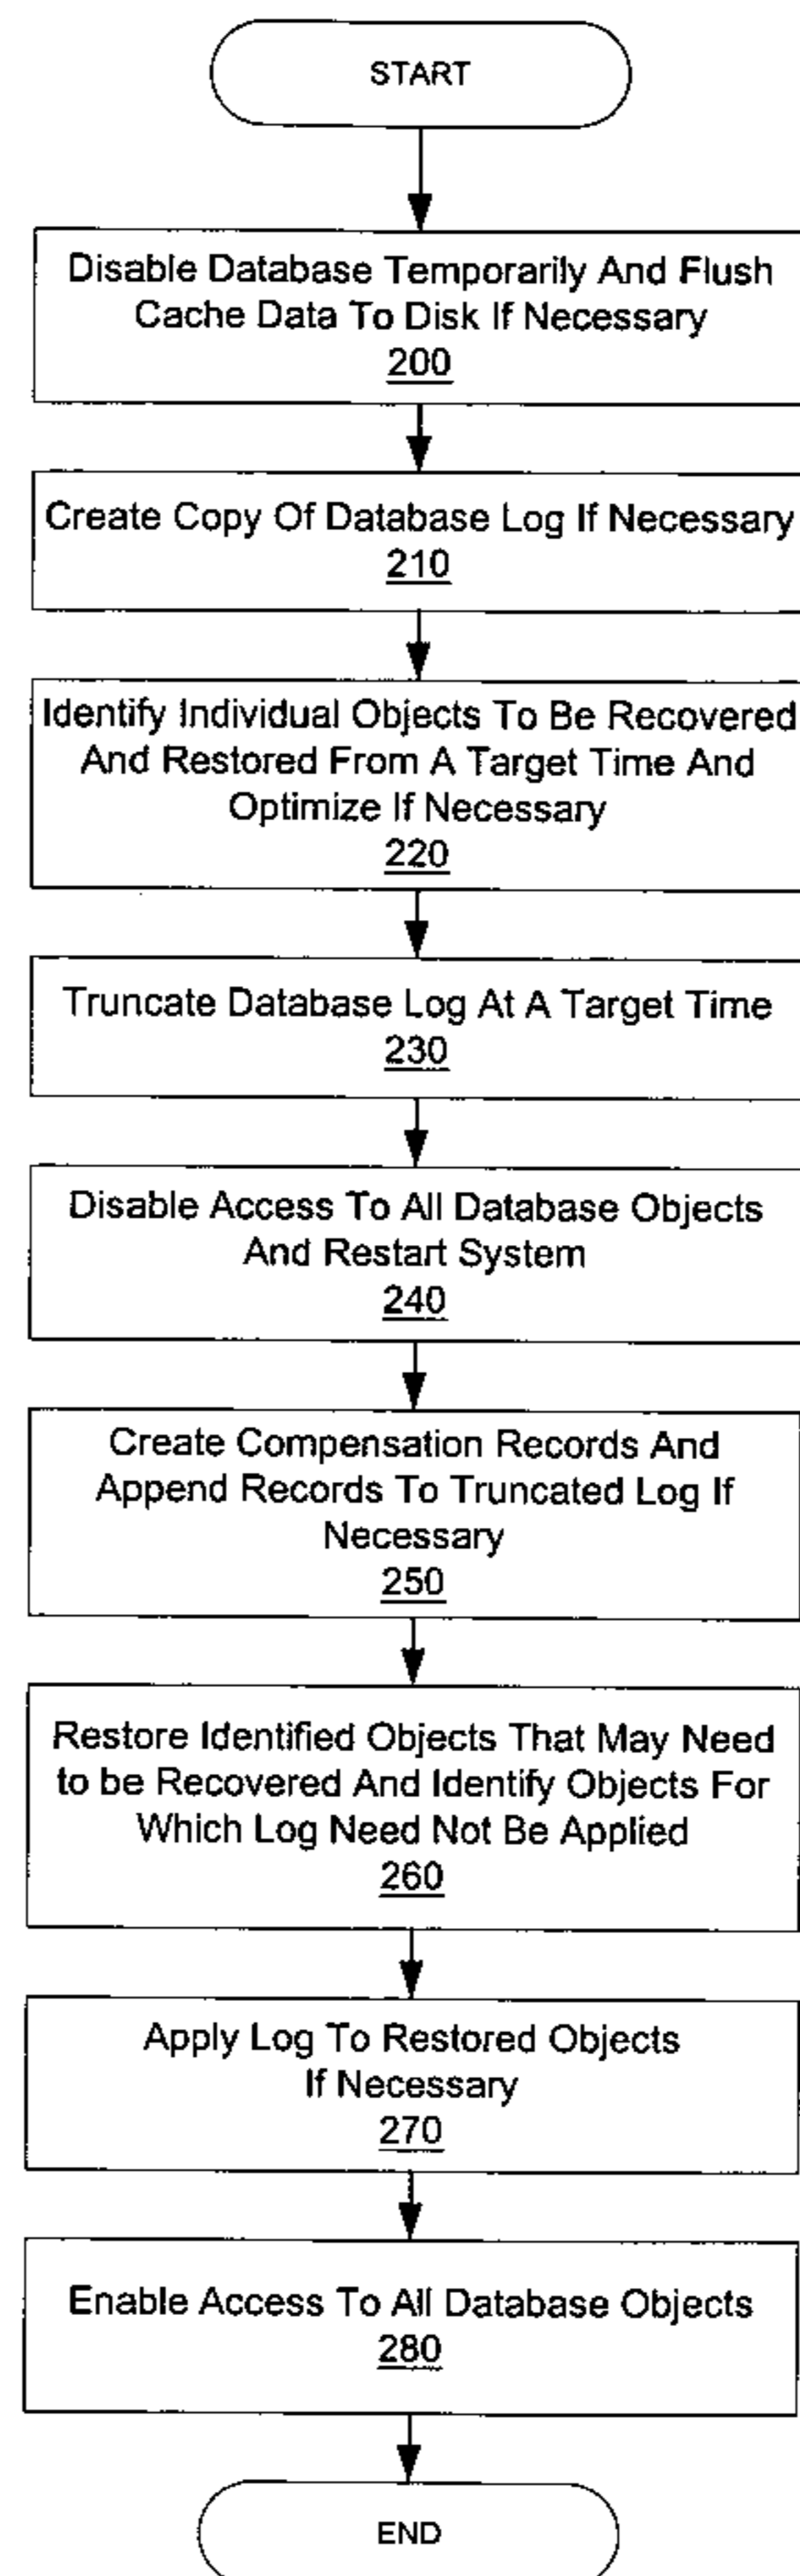 START
Disable Database Temporarily And Flush
Cache Data To Disk If Necessary
200
Create Copy Of Database Log If Necessary
210
Identify Individual Objects To Be Recovered
And Restored From A Target Time And
Optimize If Necessary
220
Truncate Database Log At A Target Time
230
Disable Access To All Database Objects
And Restart System
240
Create Compensation Records And
Append Records To Truncated Log If
Necessary
250
Restore Identified Objects That May Need
to be Recovered And Identify Objects For
Which Log Need Not Be Applied
260
Apply Log To Restored Objects
If Necessary
270
Enable Access To All Database Objects
280
END